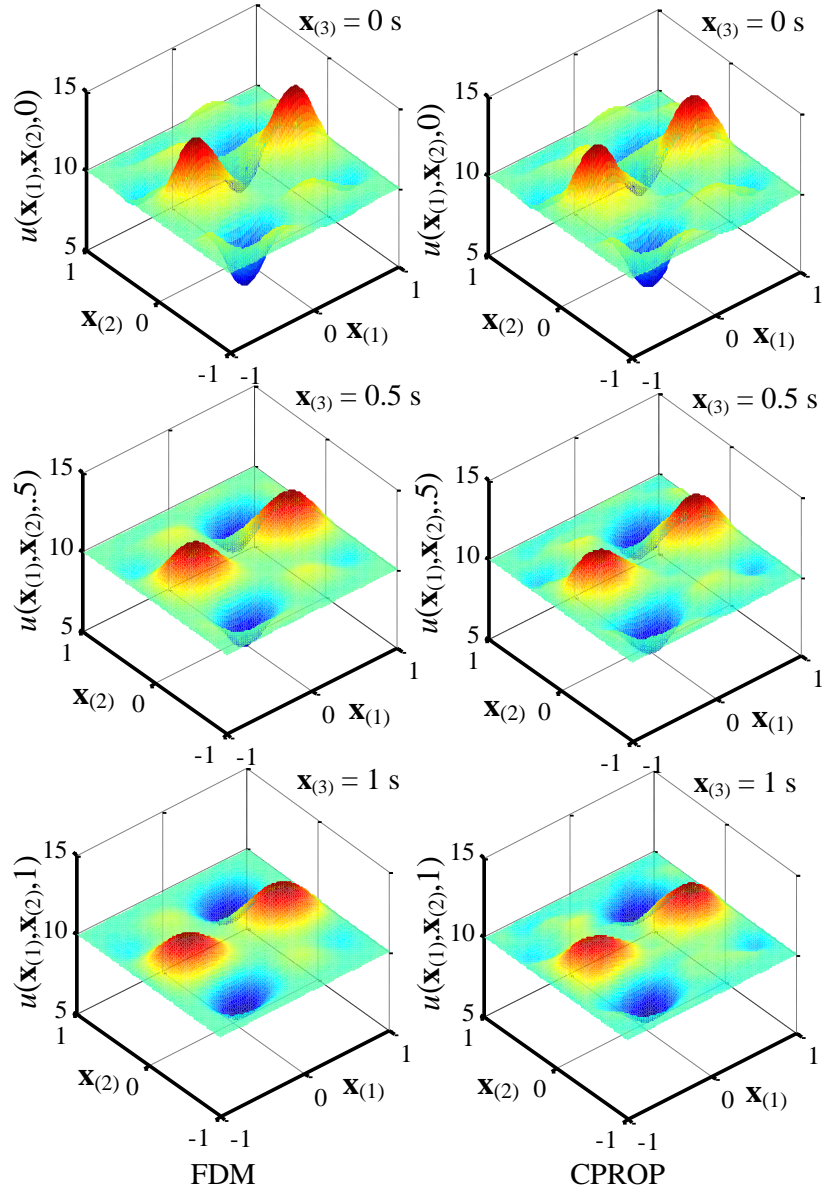 x(3) = 0 s
x(3) = 0 s
15
10
5
u(x(1),x(2),0)
1
0
-1
x(2)
-1
0
1
x(1)
15
10
5
u(x(1),x(2),0)
1
0
-1
x(2)
-1
0
1
x(1)
x(3) = 0.5 s
x(3) = 0.5 s
15
10
5
u(x(1),x(2),.5)
1
0
-1
x(2)
-1
0
1
x(1)
15
10
5
u(x(1),x(2),.5)
1
0
-1
x(2)
-1
0
1
x(1)
x(3) = 1 s
x(3) = 1 s
15
10
5
u(x(1),x(2),1)
1
0
-1
x(2)
-1
0
1
x(1)
15
10
5
u(x(1),x(2),1)
1
0
-1
x(2)
-1
0
1
x(1)
FDM
CPROP